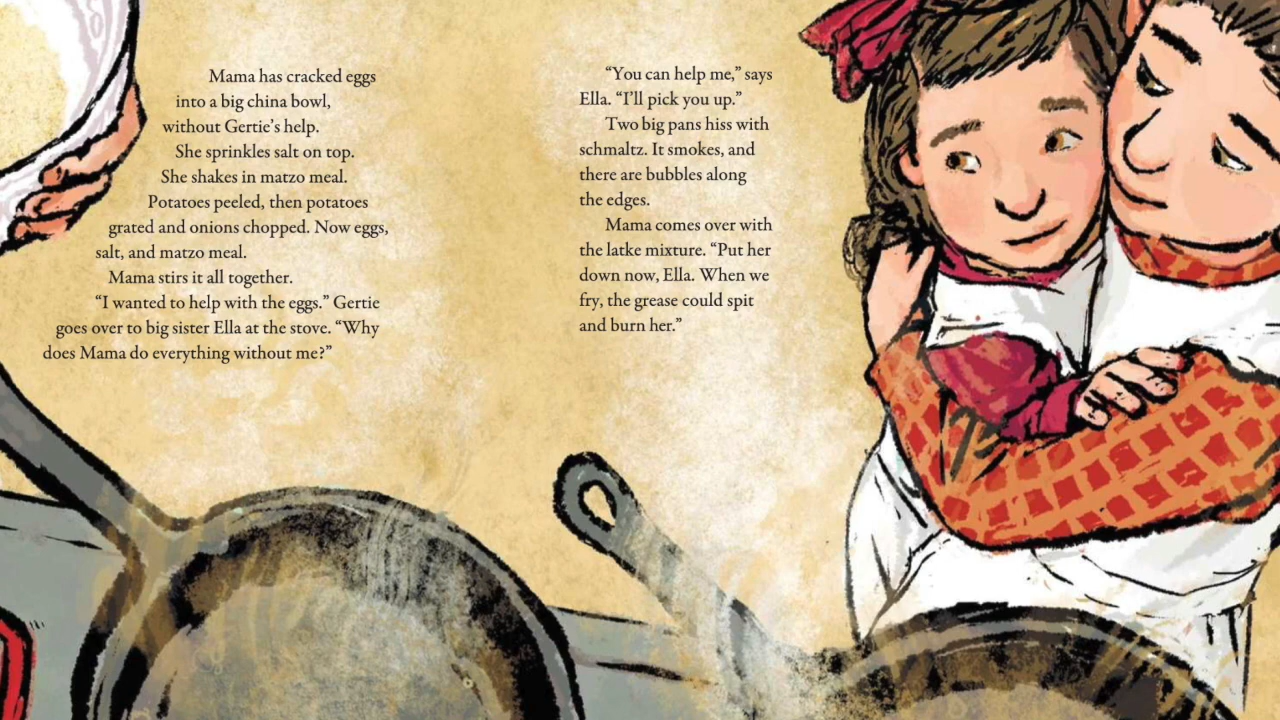 Mama has cracked eggs
into a big china bowl,
without Gertie’s help.
She sprinkles salt on top.
She shakes in matzo meal.
Potatoes peeled, then potatoes
grated and onions chopped. Now eggs,
salt, and matzo meal.
Mama stirs it all together.
“I wanted to help with the eggs.” Gertie
goes over to big sister Ella at the stove. “Why
does Mama do everything without me?”
“You can help me,” says
Ella. “I’ll pick you up.”
Two big pans hiss with
schmaltz. It smokes, and
there are bubbles along
the edges.
Mama comes over with
the latke mixture. “Put her
down now, Ella. When we
fry, the grease could spit
and burn her.”